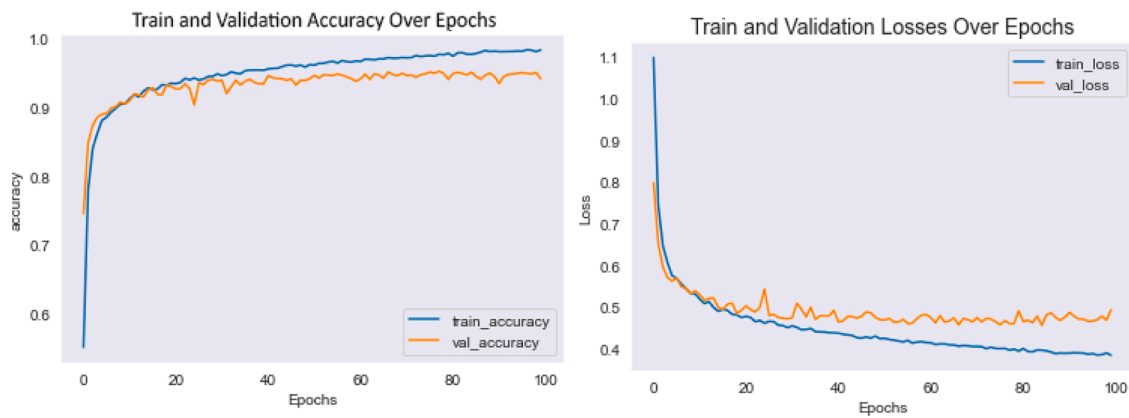 Train and Validation Accuracy Over Epochs
1.0
0.9
0.8
0.7
0.6
accuracy
0
20
40
60
80
100
Epochs
train_accuracy
val_accuracy
Train and Validation Losses Over Epochs
1.1
1.0
0.9
0.8
0.7
0.6
0.5
0.4
Loss
0
20
40
60
80
100
Epochs
train_loss
val_loss